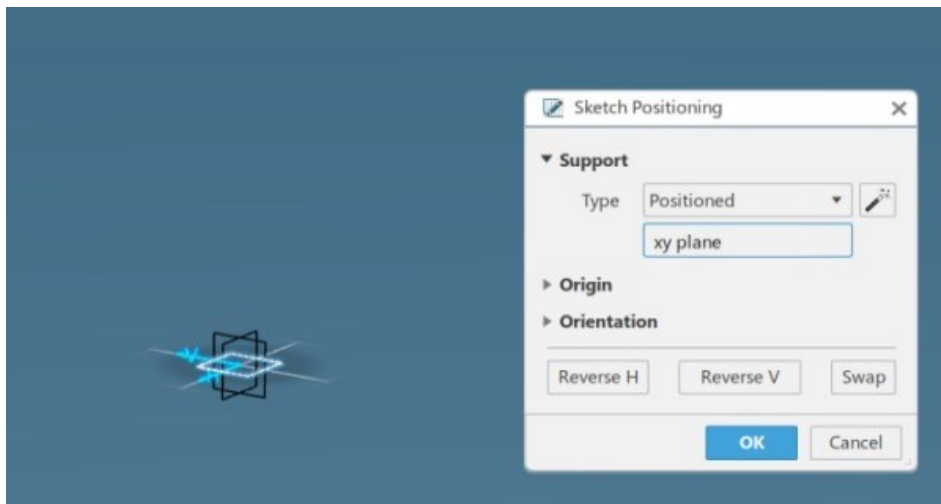 Sketch Positioning
Support
Type Positioned
xy plane
Origin
Orientation
Reverse H Reverse V Swap
OK Cancel
V